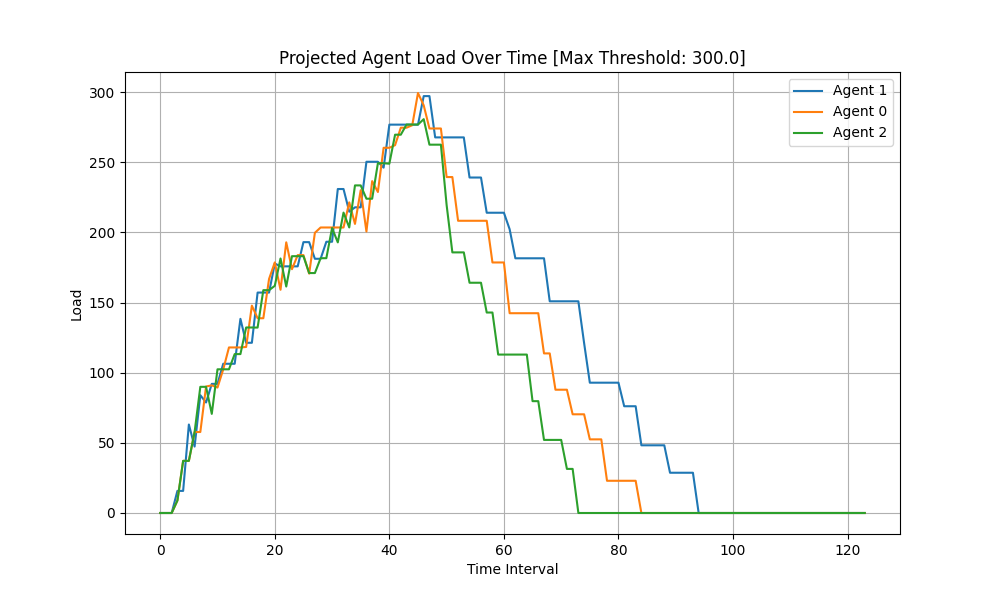 Projected Agent Load Over Time [Max Threshold: 300.0]
Agent 1
Agent 0
Agent 2
300
250
200
150
100
50
0
Load
0 20 40 60 80 100 120
Time Interval